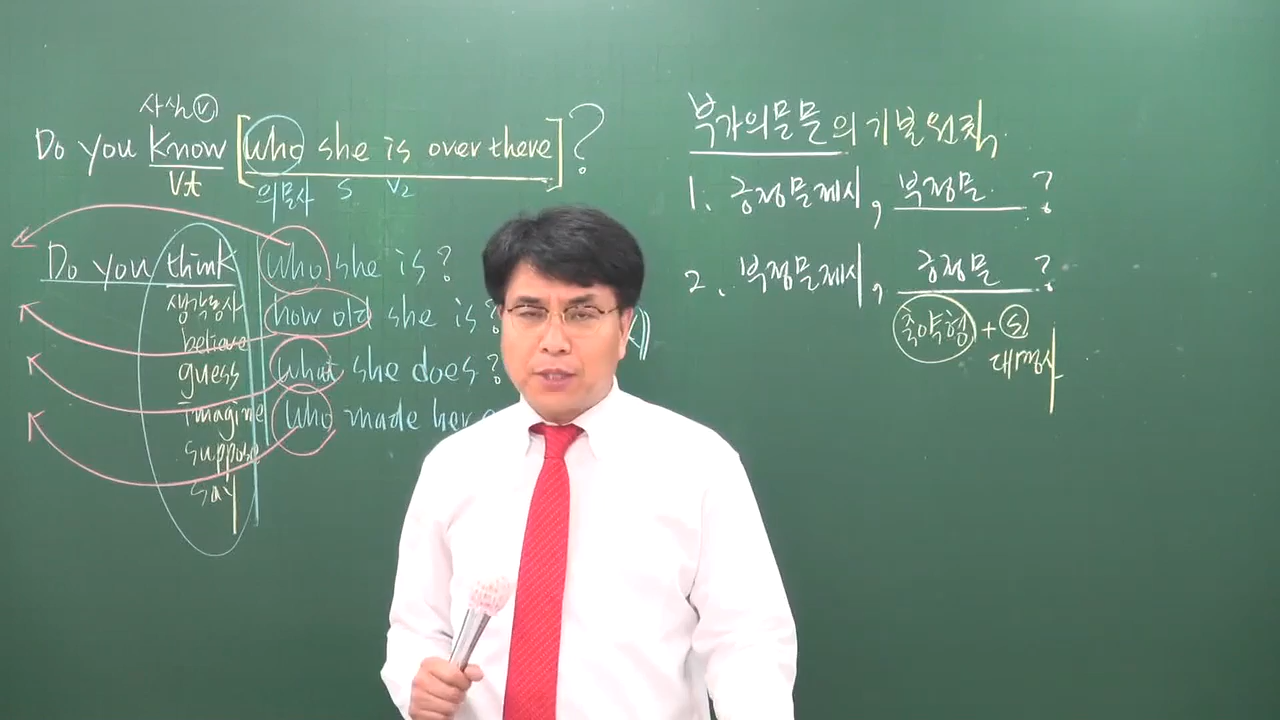 사실 V
Do you know [who she is over there]?
Vt 의문사 S V2
Do you think who she is?
생각동사 how old she is?
believe
guess what she does?
imagine who made her
suppose
say
부가의문문의 기본원칙
1. 긍정문제시, 부정문 ?
2. 부정문제시, 긍정문 ?
축약형 + S
대명사